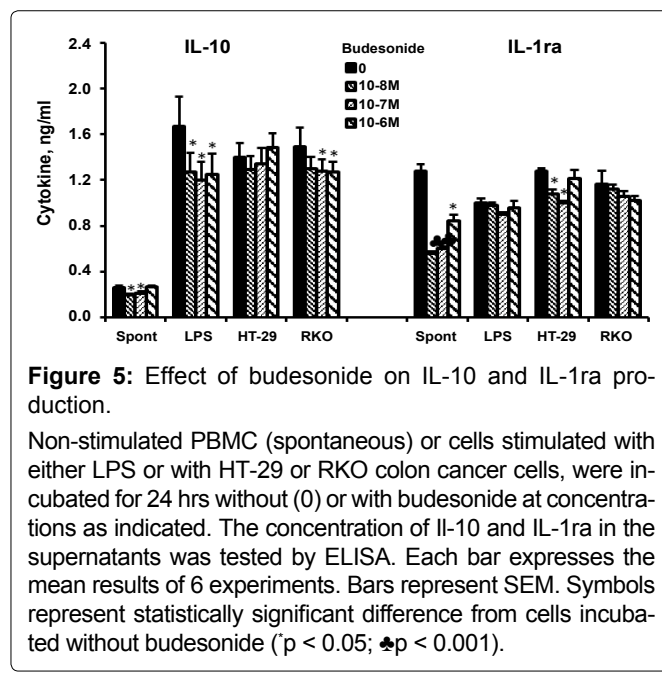 IL-10
Budesonide
IL-1ra
0
10-8M
10-7M
10-6M
Cytokine, ng/ml
2.4
2.0
1.6
1.2
0.8
0.4
0.0
* *
* * *
* *
♣♣ *
* *
Spont LPS HT-29 RKO Spont LPS HT-29 RKO
Figure 5: Effect of budesonide on IL-10 and IL-1ra pro-
duction.
Non-stimulated PBMC (spontaneous) or cells stimulated with
either LPS or with HT-29 or RKO colon cancer cells, were in-
cubated for 24 hrs without (0) or with budesonide at concentra-
tions as indicated. The concentration of Il-10 and IL-1ra in the
supernatants was tested by ELISA. Each bar expresses the
mean results of 6 experiments. Bars represent SEM. Symbols
represent statistically significant difference from cells incuba-
ted without budesonide (*p < 0.05; ♣p < 0.001).